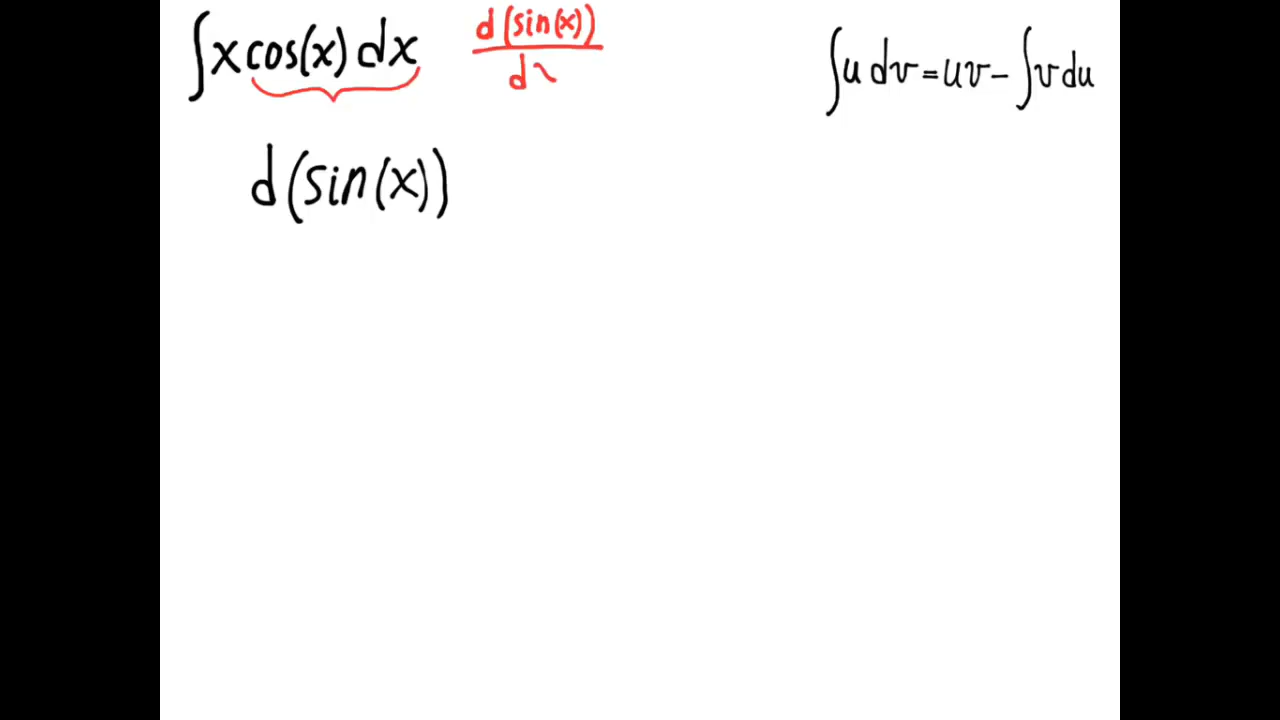 ∫x cos(x) dx
d(sin(x))
d
∫u dv = uv − ∫v du
d(sin(x))